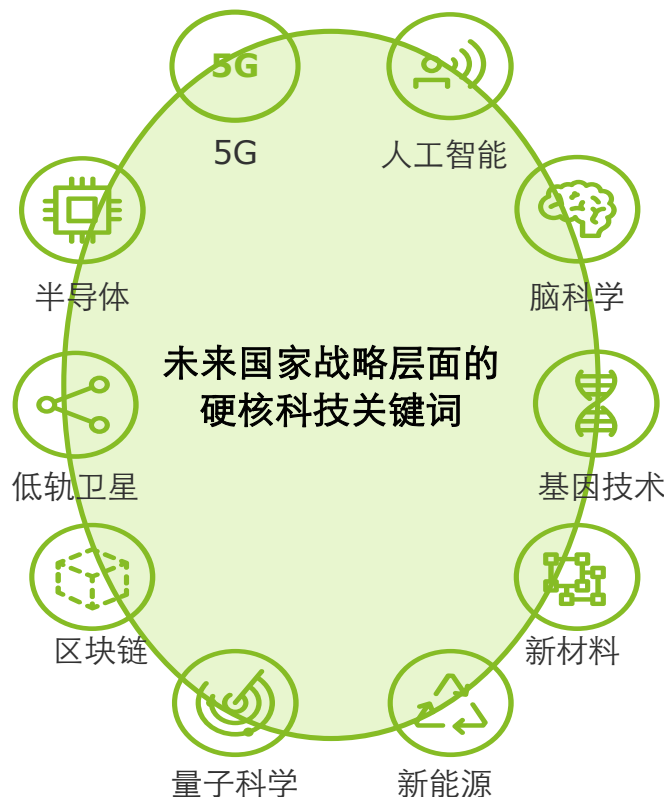 5G
5G
人工智能
半导体
脑科学
未来国家战略层面的
硬核科技关键词
低轨卫星
基因技术
区块链
新材料
量子科学
新能源